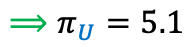 ⟹ π_U = 5.1